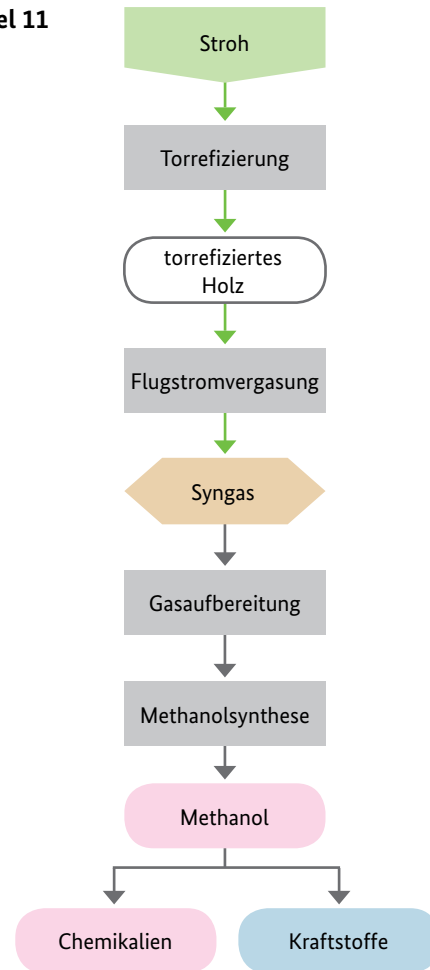 el 11
Stroh
Torrefizierung
torrefiziertes
Holz
Flugstromvergasung
Syngas
Gasaufbereitung
Methanolsynthese
Methanol
Chemikalien
Kraftstoffe